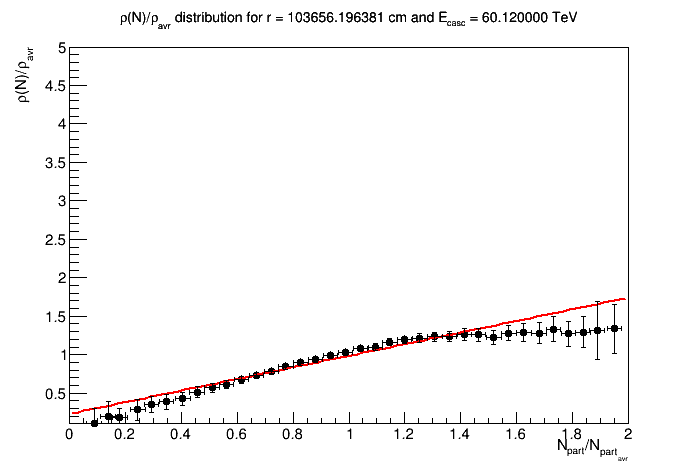 ρ(N)/ρavr distribution for r = 103656.196381 cm and Ecasc = 60.120000 TeV
ρ(N)/ρavr
5
4.5
4
3.5
3
2.5
2
1.5
1
0.5
0 0.2 0.4 0.6 0.8 1 1.2 1.4 1.6 1.8 2
Npart/Npartavr